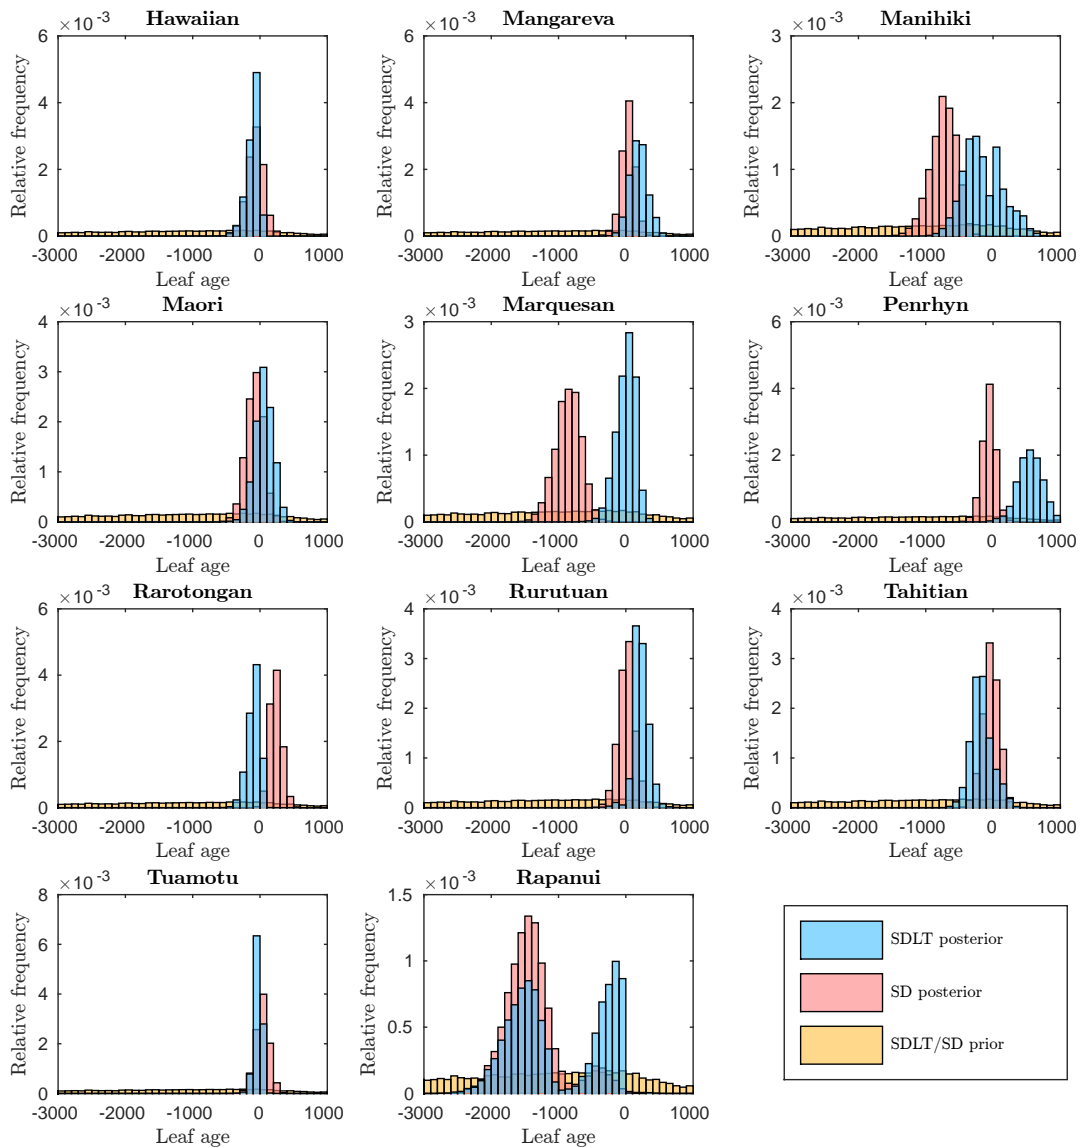 Hawaiian
×10⁻³
Relative frequency
6
4
2
0
-3000 -2000 -1000 0 1000
Leaf age
Mangareva
×10⁻³
Relative frequency
6
4
2
0
-3000 -2000 -1000 0 1000
Leaf age
Manihiki
×10⁻³
Relative frequency
3
2
1
0
-3000 -2000 -1000 0 1000
Leaf age
Maori
×10⁻³
Relative frequency
4
3
2
1
0
-3000 -2000 -1000 0 1000
Leaf age
Marquesan
×10⁻³
Relative frequency
3
2
1
0
-3000 -2000 -1000 0 1000
Leaf age
Penrhyn
×10⁻³
Relative frequency
6
4
2
0
-3000 -2000 -1000 0 1000
Leaf age
Rarotongan
×10⁻³
Relative frequency
6
4
2
0
-3000 -2000 -1000 0 1000
Leaf age
Rurutuan
×10⁻³
Relative frequency
4
3
2
1
0
-3000 -2000 -1000 0 1000
Leaf age
Tahitian
×10⁻³
Relative frequency
4
3
2
1
0
-3000 -2000 -1000 0 1000
Leaf age
Tuamotu
×10⁻³
Relative frequency
8
6
4
2
0
-3000 -2000 -1000 0 1000
Leaf age
Rapanui
×10⁻³
Relative frequency
1.5
1
0.5
0
-3000 -2000 -1000 0 1000
Leaf age
SDLT posterior
SD posterior
SDLT/SD prior